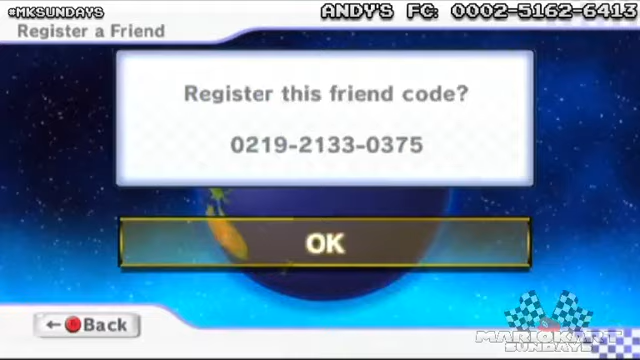 #MKSUNDAYS
ANDY'S FC: 0002-5162-6413
Register a Friend
Register this friend code?
0219-2133-0375
OK
Back
MARIOKART
SUNDAYS